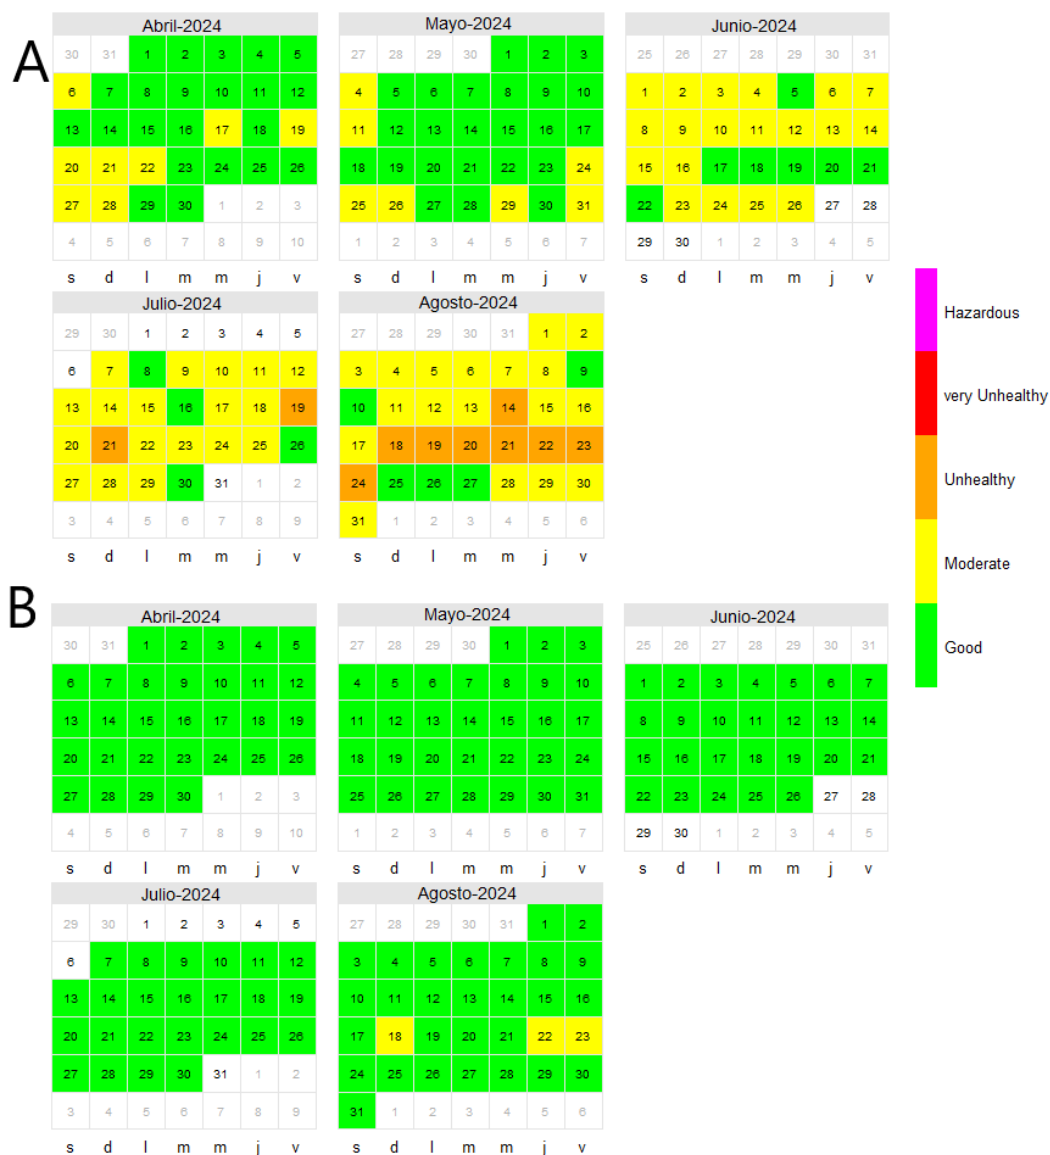 A
Abril-2024 Mayo-2024 Junio-2024
30 31 1 2 3 4 5 27 28 29 30 1 2 3 25 26 27 28 29 30 31
6 7 8 9 10 11 12 4 5 6 7 8 9 10 1 2 3 4 5 6 7
13 14 15 16 17 18 19 11 12 13 14 15 16 17 8 9 10 11 12 13 14
20 21 22 23 24 25 26 18 19 20 21 22 23 24 15 16 17 18 19 20 21
27 28 29 30 1 2 3 25 26 27 28 29 30 31 22 23 24 25 26 27 28
4 5 6 7 8 9 10 1 2 3 4 5 6 7 29 30 1 2 3 4 5
s d l m m j v s d l m m j v s d l m m j v
Julio-2024 Agosto-2024
29 30 1 2 3 4 5 27 28 29 30 31 1 2
6 7 8 9 10 11 12 3 4 5 6 7 8 9
13 14 15 16 17 18 19 10 11 12 13 14 15 16
20 21 22 23 24 25 26 17 18 19 20 21 22 23
27 28 29 30 31 1 2 24 25 26 27 28 29 30
3 4 5 6 7 8 9 31 1 2 3 4 5 6
s d l m m j v s d l m m j v
Hazardous
very Unhealthy
Unhealthy
Moderate
Good
B
Abril-2024 Mayo-2024 Junio-2024
30 31 1 2 3 4 5 27 28 29 30 1 2 3 25 26 27 28 29 30 31
6 7 8 9 10 11 12 4 5 6 7 8 9 10 1 2 3 4 5 6 7
13 14 15 16 17 18 19 11 12 13 14 15 16 17 8 9 10 11 12 13 14
20 21 22 23 24 25 26 18 19 20 21 22 23 24 15 16 17 18 19 20 21
27 28 29 30 1 2 3 25 26 27 28 29 30 31 22 23 24 25 26 27 28
4 5 6 7 8 9 10 1 2 3 4 5 6 7 29 30 1 2 3 4 5
s d l m m j v s d l m m j v s d l m m j v
Julio-2024 Agosto-2024
29 30 1 2 3 4 5 27 28 29 30 31 1 2
6 7 8 9 10 11 12 3 4 5 6 7 8 9
13 14 15 16 17 18 19 10 11 12 13 14 15 16
20 21 22 23 24 25 26 17 18 19 20 21 22 23
27 28 29 30 31 1 2 24 25 26 27 28 29 30
3 4 5 6 7 8 9 31 1 2 3 4 5 6
s d l m m j v s d l m m j v